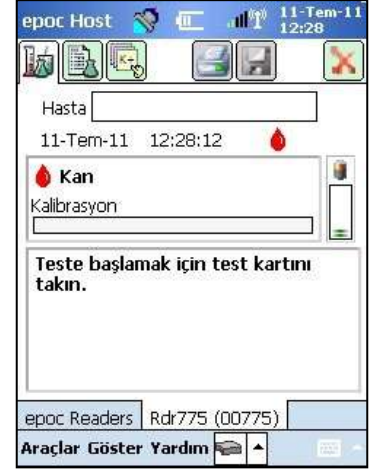 epoc Host 11-Tem-11
12:28
K+
Hasta
11-Tem-11 12:28:12
Kan
Kalibrasyon
Teste başlamak için test kartını
takın.
epoc Readers Rdr775 (00775)
Araçlar Göster Yardım